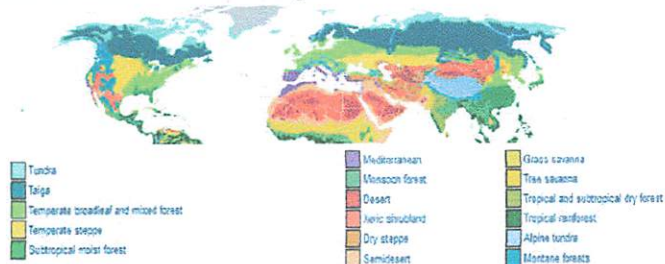 Tundra
Taiga
Temperate broadleaf and mixed forest
Temperate steppe
Subtropical moist forest
Mediterranean
Monsoon forest
Desert
Xeric shrubland
Dry steppe
Semidesert
Grass savanna
Tree savanna
Tropical and subtropical dry forest
Tropical rainforest
Alpine tundra
Montane forests